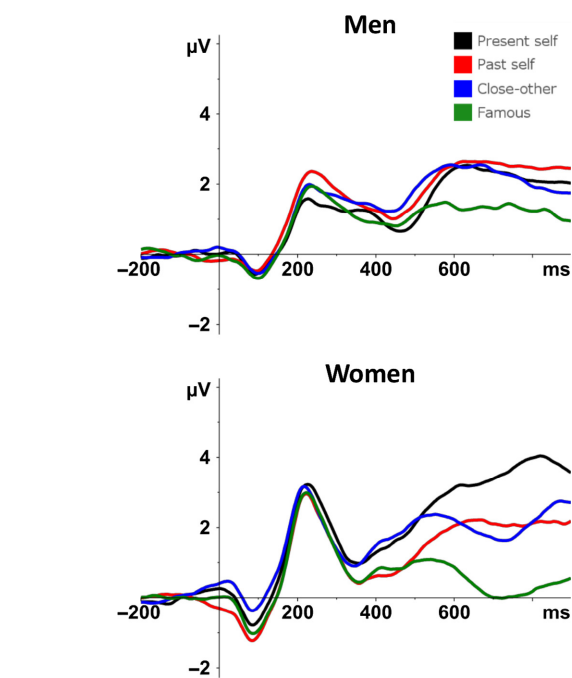 Men
µV
Present self
Past self
Close-other
Famous
4
2
–200
200
400
600
ms
–2
Women
µV
4
2
–200
200
400
600
ms
–2